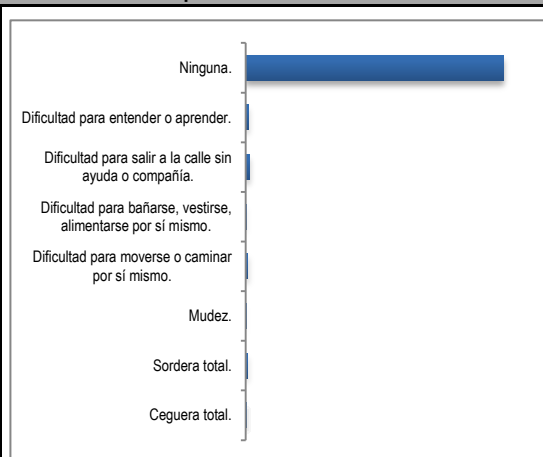 Ninguna.
Dificultad para entender o aprender.
Dificultad para salir a la calle sin
ayuda o compañía.
Dificultad para bañarse, vestirse,
alimentarse por sí mismo.
Dificultad para moverse o caminar
por sí mismo.
Mudez.
Sordera total.
Ceguera total.